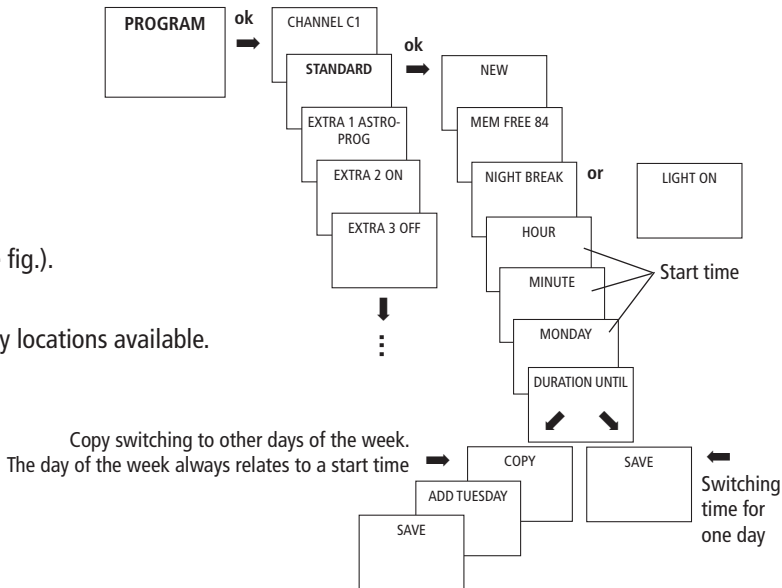 PROGRAM
ok
CHANNEL C1
STANDARD
EXTRA 1 ASTRO-
PROG
EXTRA 2 ON
EXTRA 3 OFF
ok
NEW
MEM FREE 84
NIGHT BREAK
or
LIGHT ON
HOUR
MINUTE
MONDAY
Start time
DURATION UNTIL
fig.).
y locations available.
Copy switching to other days of the week.
The day of the week always relates to a start time
COPY
ADD TUESDAY
SAVE
SAVE
Switching
time for
one day